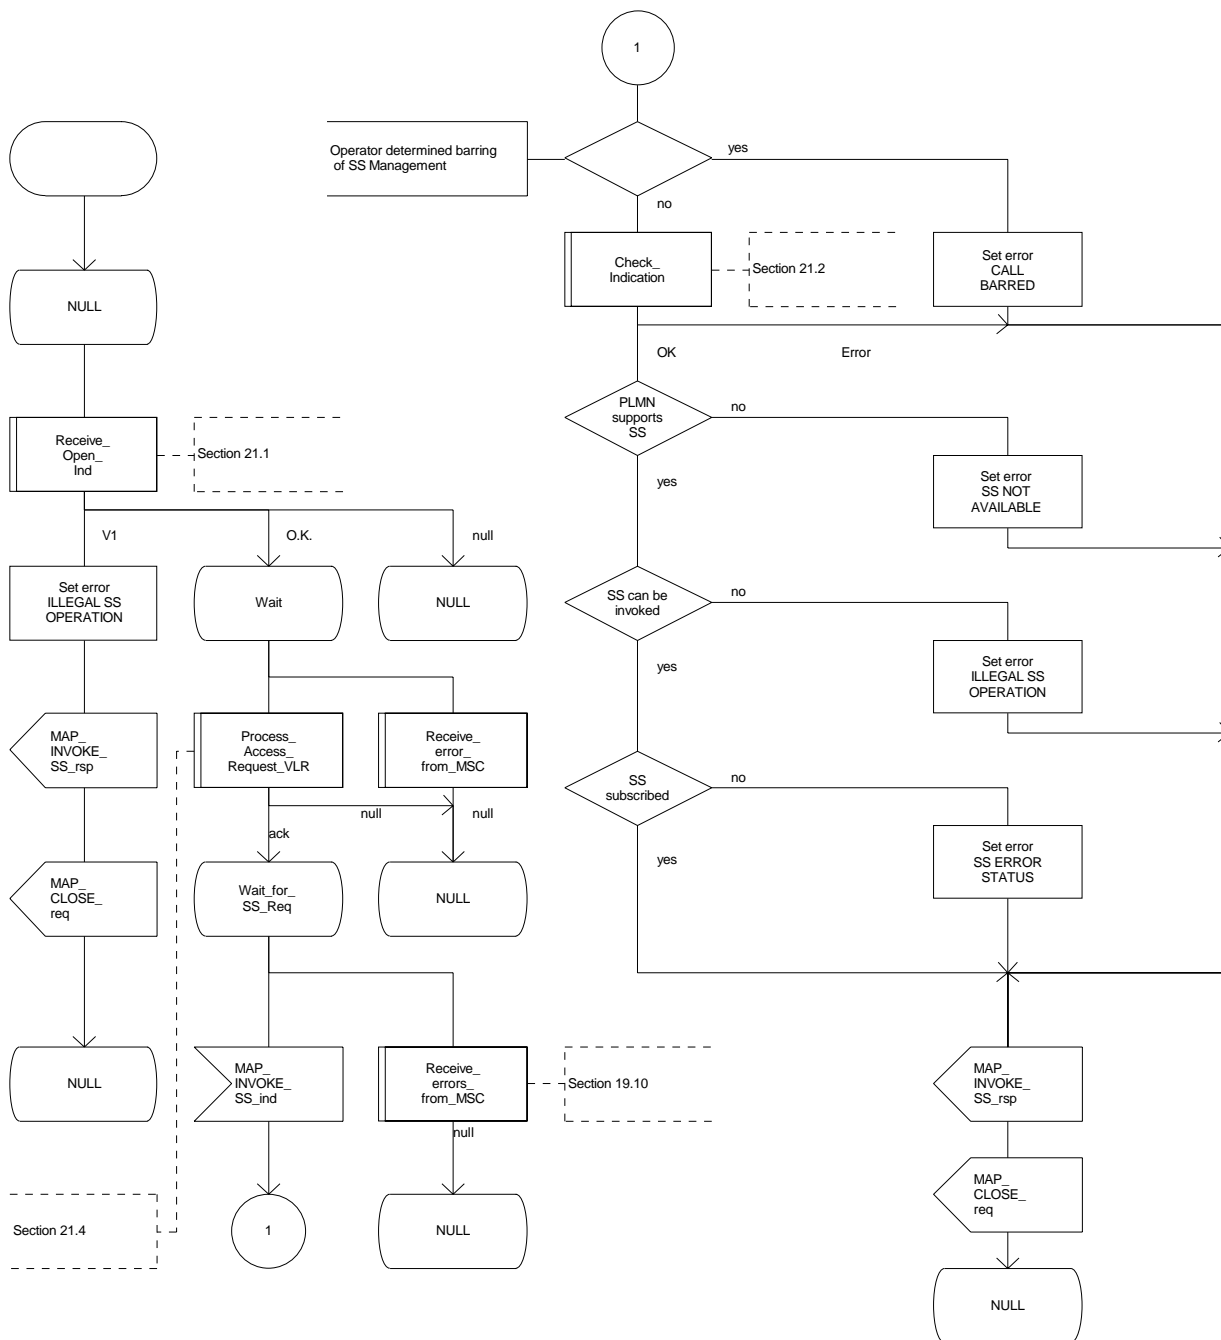 1
Operator determined barring
of SS Management
yes
no
Check_
Indication
Section 21.2
Set error
CALL
BARRED
NULL
OK
Error
PLMN
supports
SS
no
yes
Receive_
Open_
Ind
Section 21.1
Set error
SS NOT
AVAILABLE
V1
O.K.
null
Set error
ILLEGAL SS
OPERATION
Wait
NULL
SS can be
invoked
no
yes
Set error
ILLEGAL SS
OPERATION
MAP_
INVOKE_
SS_rsp
Process_
Access_
Request_VLR
Receive_
error_
from_MSC
SS
subscribed
no
yes
null
null
ack
Set error
SS ERROR
STATUS
MAP_
CLOSE_
req
Wait_for_
SS_Req
NULL
NULL
MAP_
INVOKE_
SS_ind
Receive_
errors_
from_MSC
Section 19.10
null
MAP_
INVOKE_
SS_rsp
MAP_
CLOSE_
req
Section 21.4
1
NULL
NULL